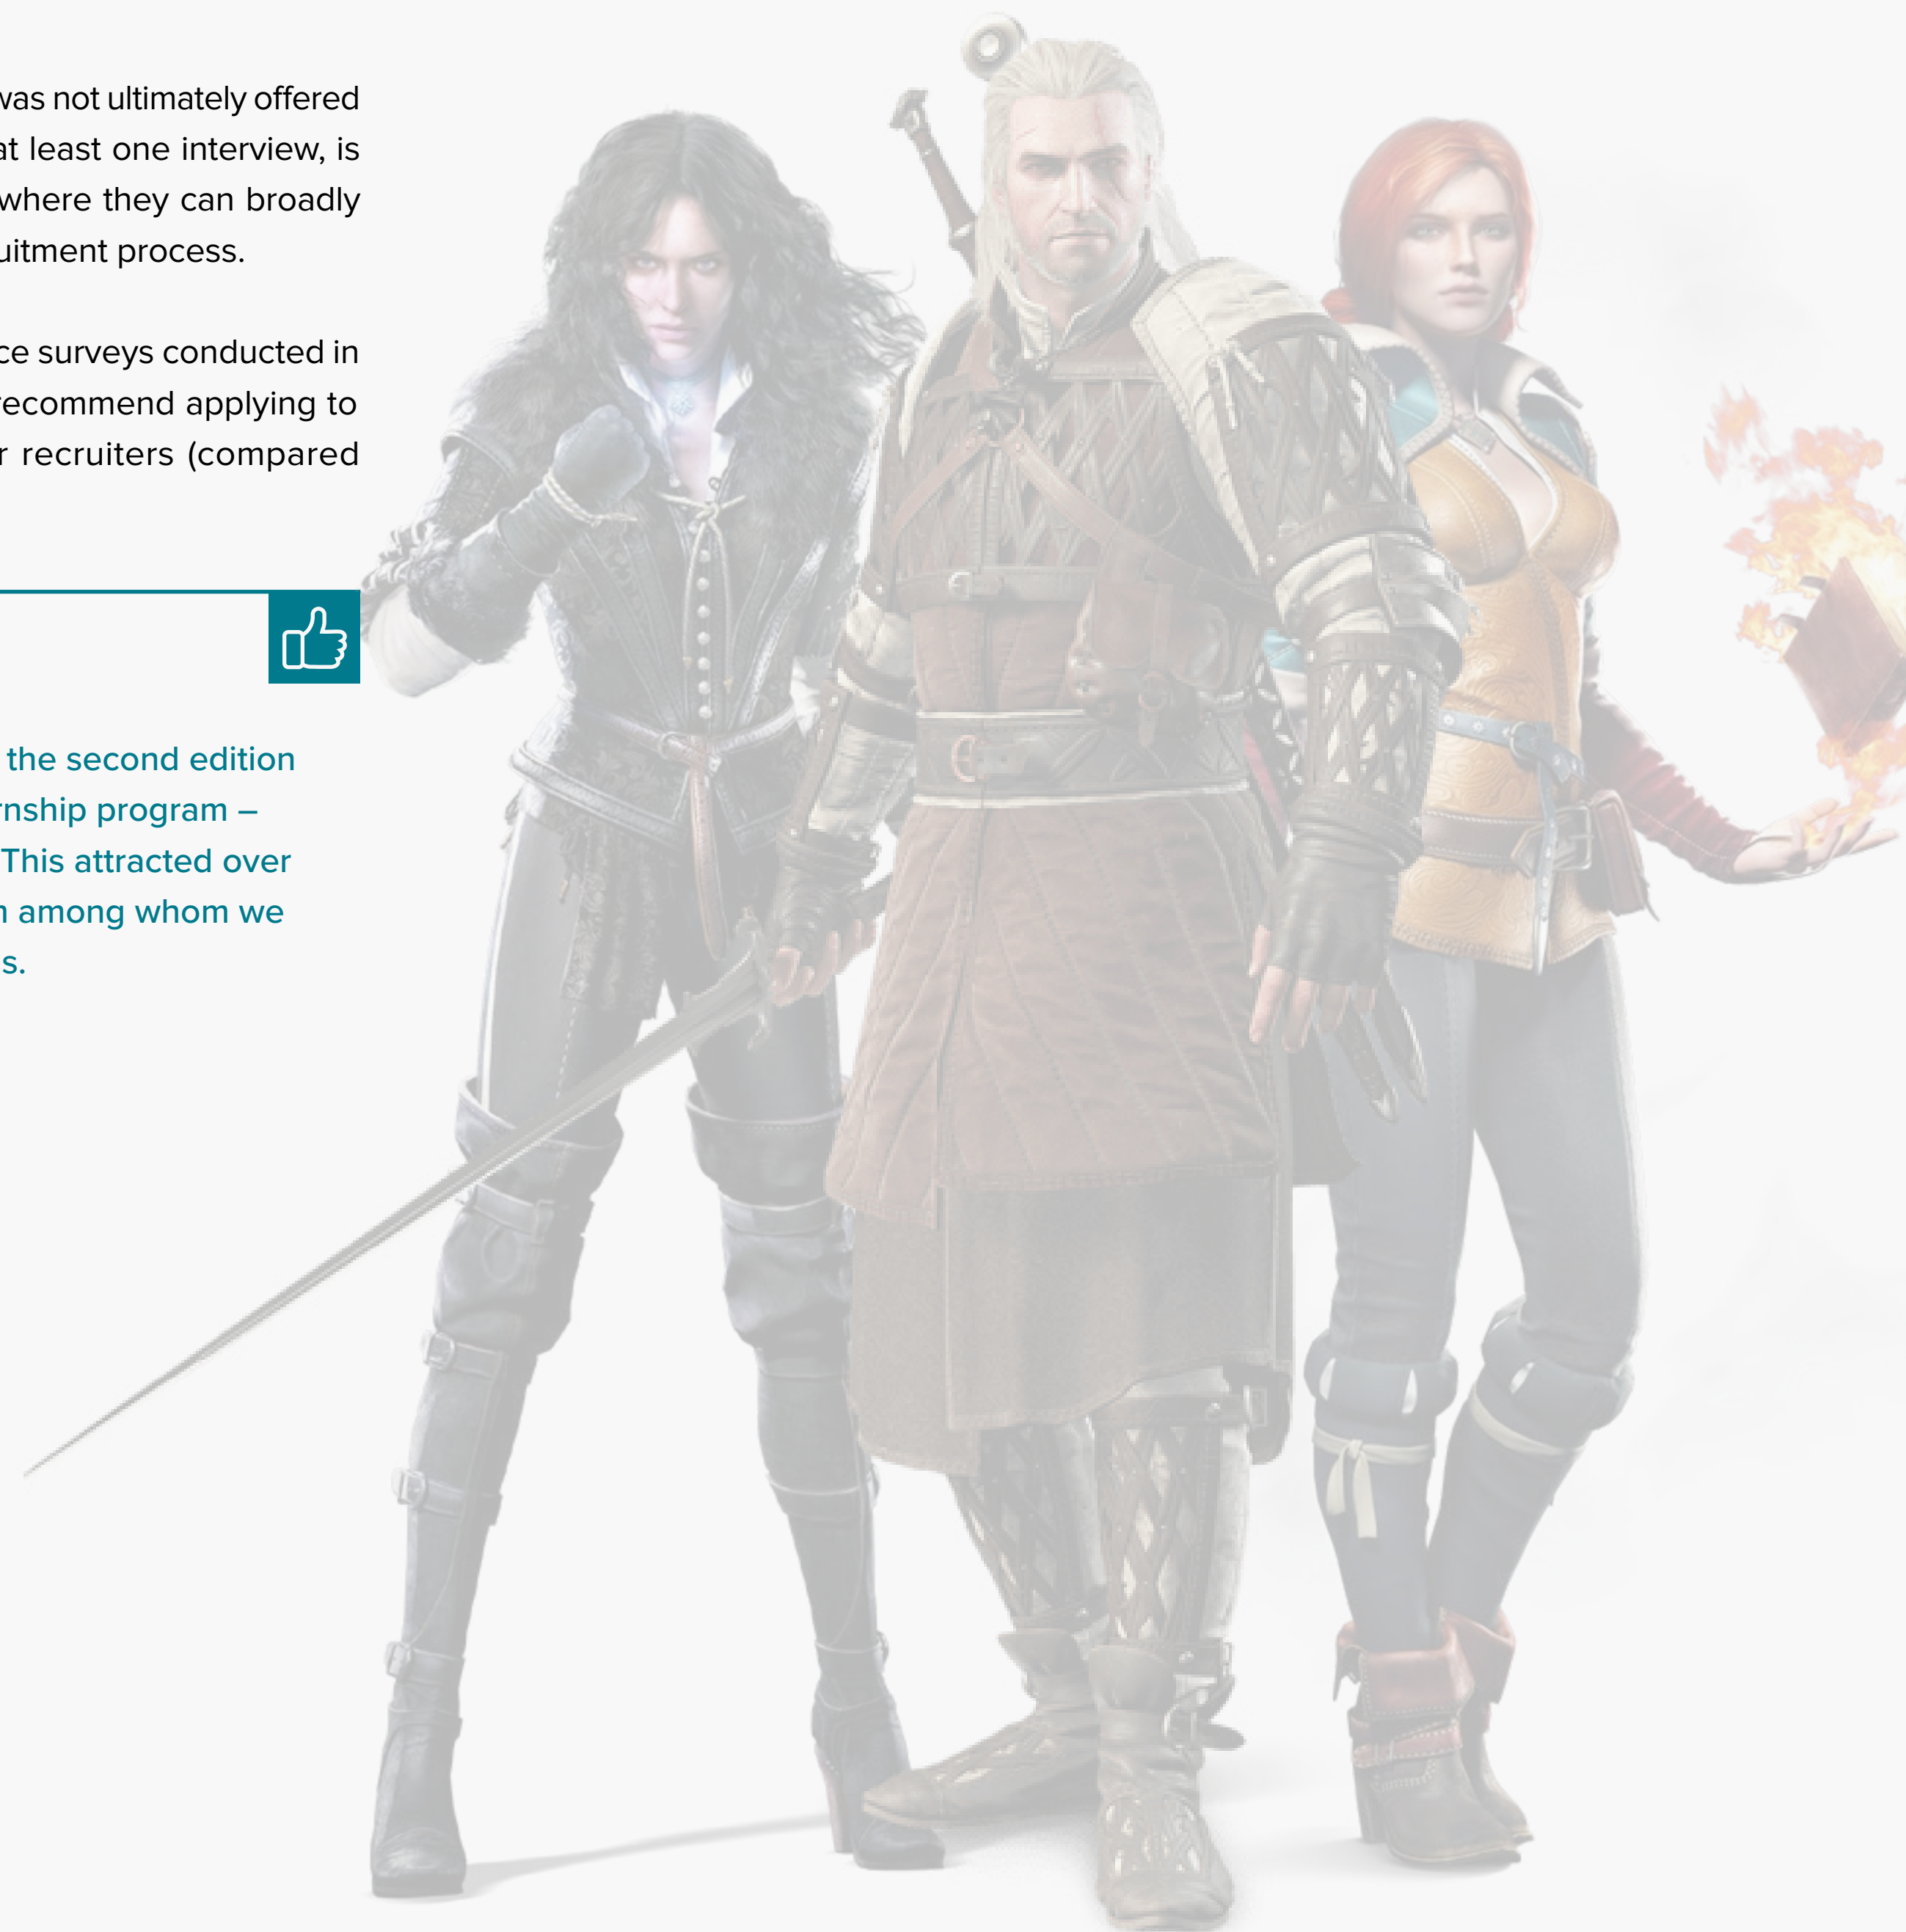 was not ultimately offered
at least one interview, is
where they can broadly
uitment process.
ce surveys conducted in
recommend applying to
r recruiters (compared
the second edition
rnship program –
This attracted over
among whom we
s.